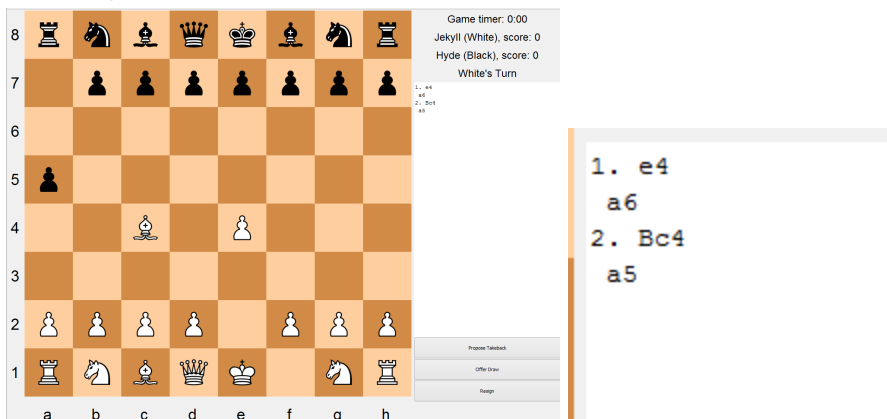 8
7
6
5
4
3
2
1
a b c d e f g h
Game timer: 0:00
Jekyll (White), score: 0
Hyde (Black), score: 0
White's Turn
1. e4
a6
2. Bc4
a5
Propose Takeback
Offer Draw
Resign
1. e4
a6
2. Bc4
a5